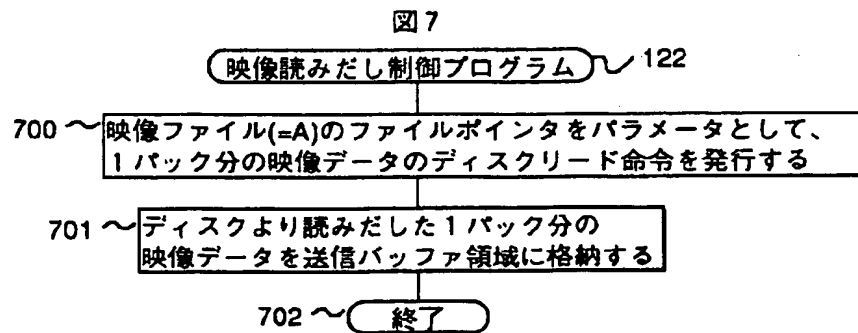 図7
映像読みだし制御プログラム 122
700 映像ファイル(=A)のファイルポインタをパラメータとして、
1パック分の映像データのディスクリード命令を発行する
701 ディスクより読みだした1パック分の
映像データを送信バッファ領域に格納する
702 終了